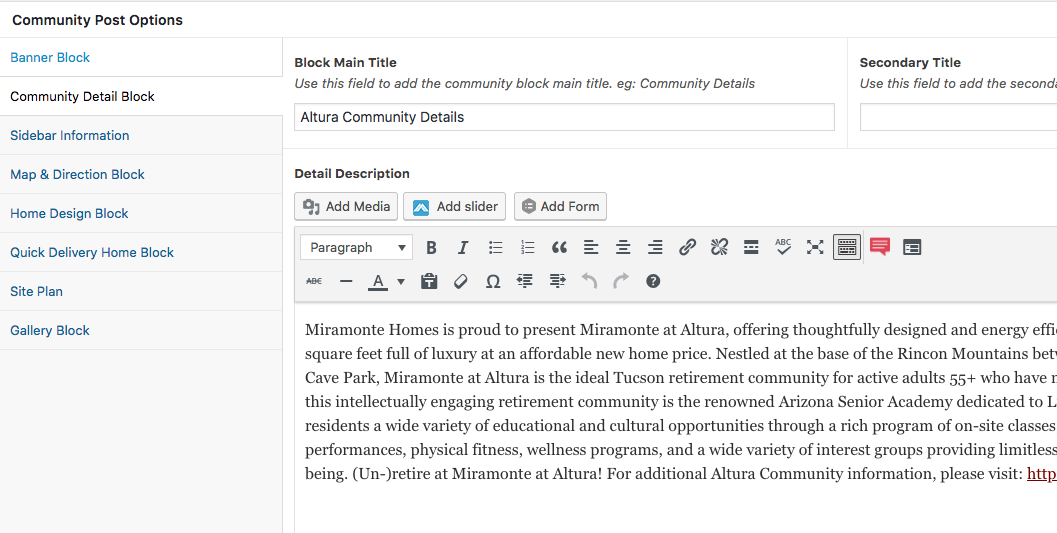 Community Post Options
Banner Block
Community Detail Block
Sidebar Information
Map & Direction Block
Home Design Block
Quick Delivery Home Block
Site Plan
Gallery Block
Block Main Title
Use this field to add the community block main title. eg: Community Details
Altura Community Details
Secondary Title
Use this field to add the
Detail Description
Add Media
Add slider
Add Form
Paragraph
B I ABC
ABC A Ω ?
Miramonte Homes is proud to present Miramonte at Altura, offering thoughtfully designed and energy
square feet full of luxury at an affordable new home price. Nestled at the base of the Rincon Mountains
Cave Park, Miramonte at Altura is the ideal Tucson retirement community for active adults 55+ who have
this intellectually engaging retirement community is the renowned Arizona Senior Academy dedicated to
residents a wide variety of educational and cultural opportunities through a rich program of on-site classes
performances, physical fitness, wellness programs, and a wide variety of interest groups providing limitless
being. (Un-)retire at Miramonte at Altura! For additional Altura Community information, please visit: http